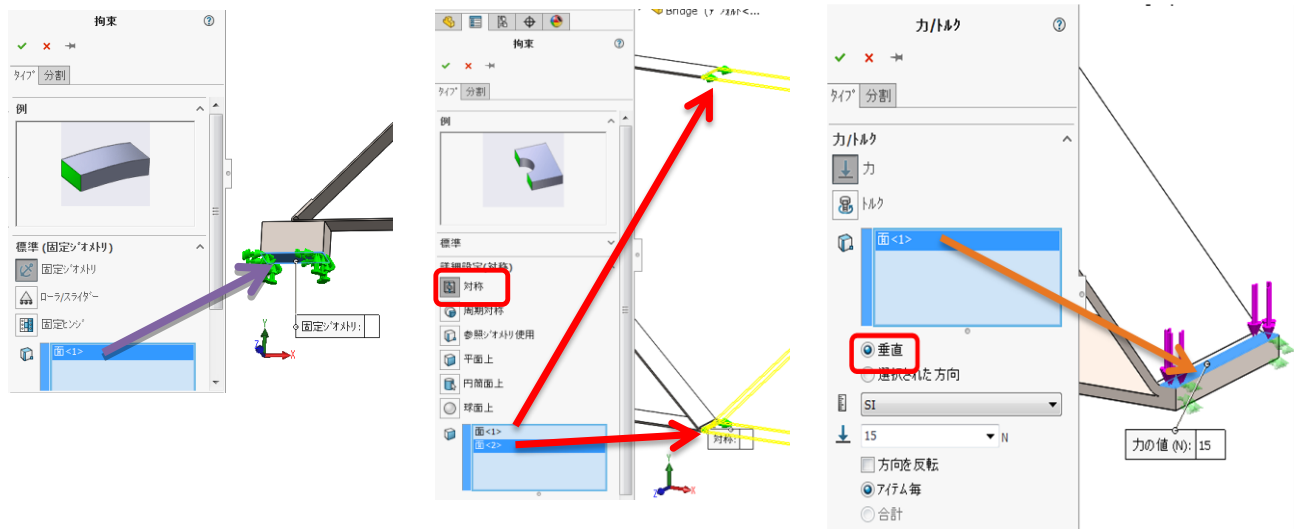 拘束
タイプ 分割
例
標準 (固定ジオメトリ)
固定ジオメトリ
ローラ/スライダー
固定ヒンジ
面<1>
固定ジオメトリ:
Y
Z
X
Bridge (デフォルト<...
拘束
タイプ 分割
例
標準
詳細設定(対称)
対称
周期対称
参照ジオメトリ使用
平面上
円筒面上
球面上
面<1>
面<2>
対称:
Y
Z
X
力/トルク
タイプ 分割
力/トルク
力
トルク
面<1>
垂直
選択された方向
SI
15 N
方向を反転
アイテム毎
合計
力の値 (N): 15